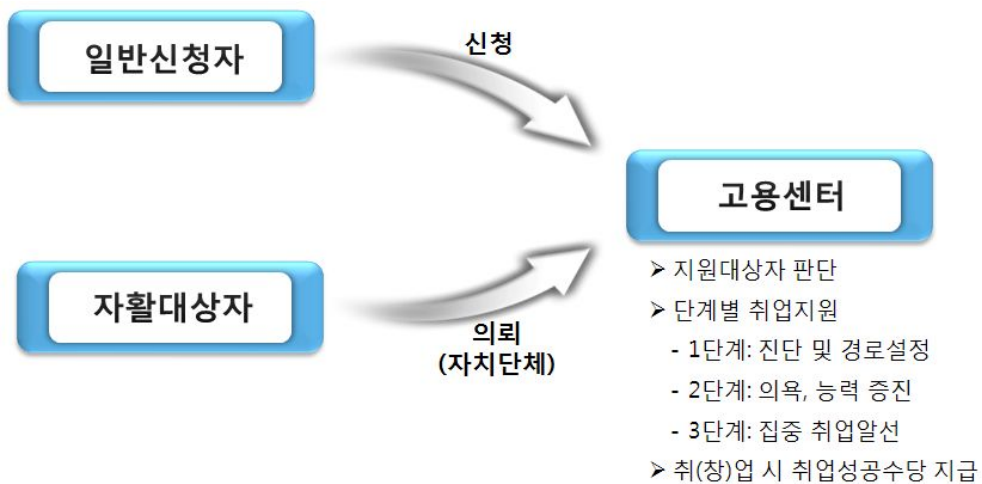 일반신청자
신청
고용센터
자활대상자
의뢰
(자치단체)
➢ 지원대상자 판단
➢ 단계별 취업지원
- 1단계: 진단 및 경로설정
- 2단계: 의욕, 능력 증진
- 3단계: 집중 취업알선
➢ 취(창)업 시 취업성공수당 지급